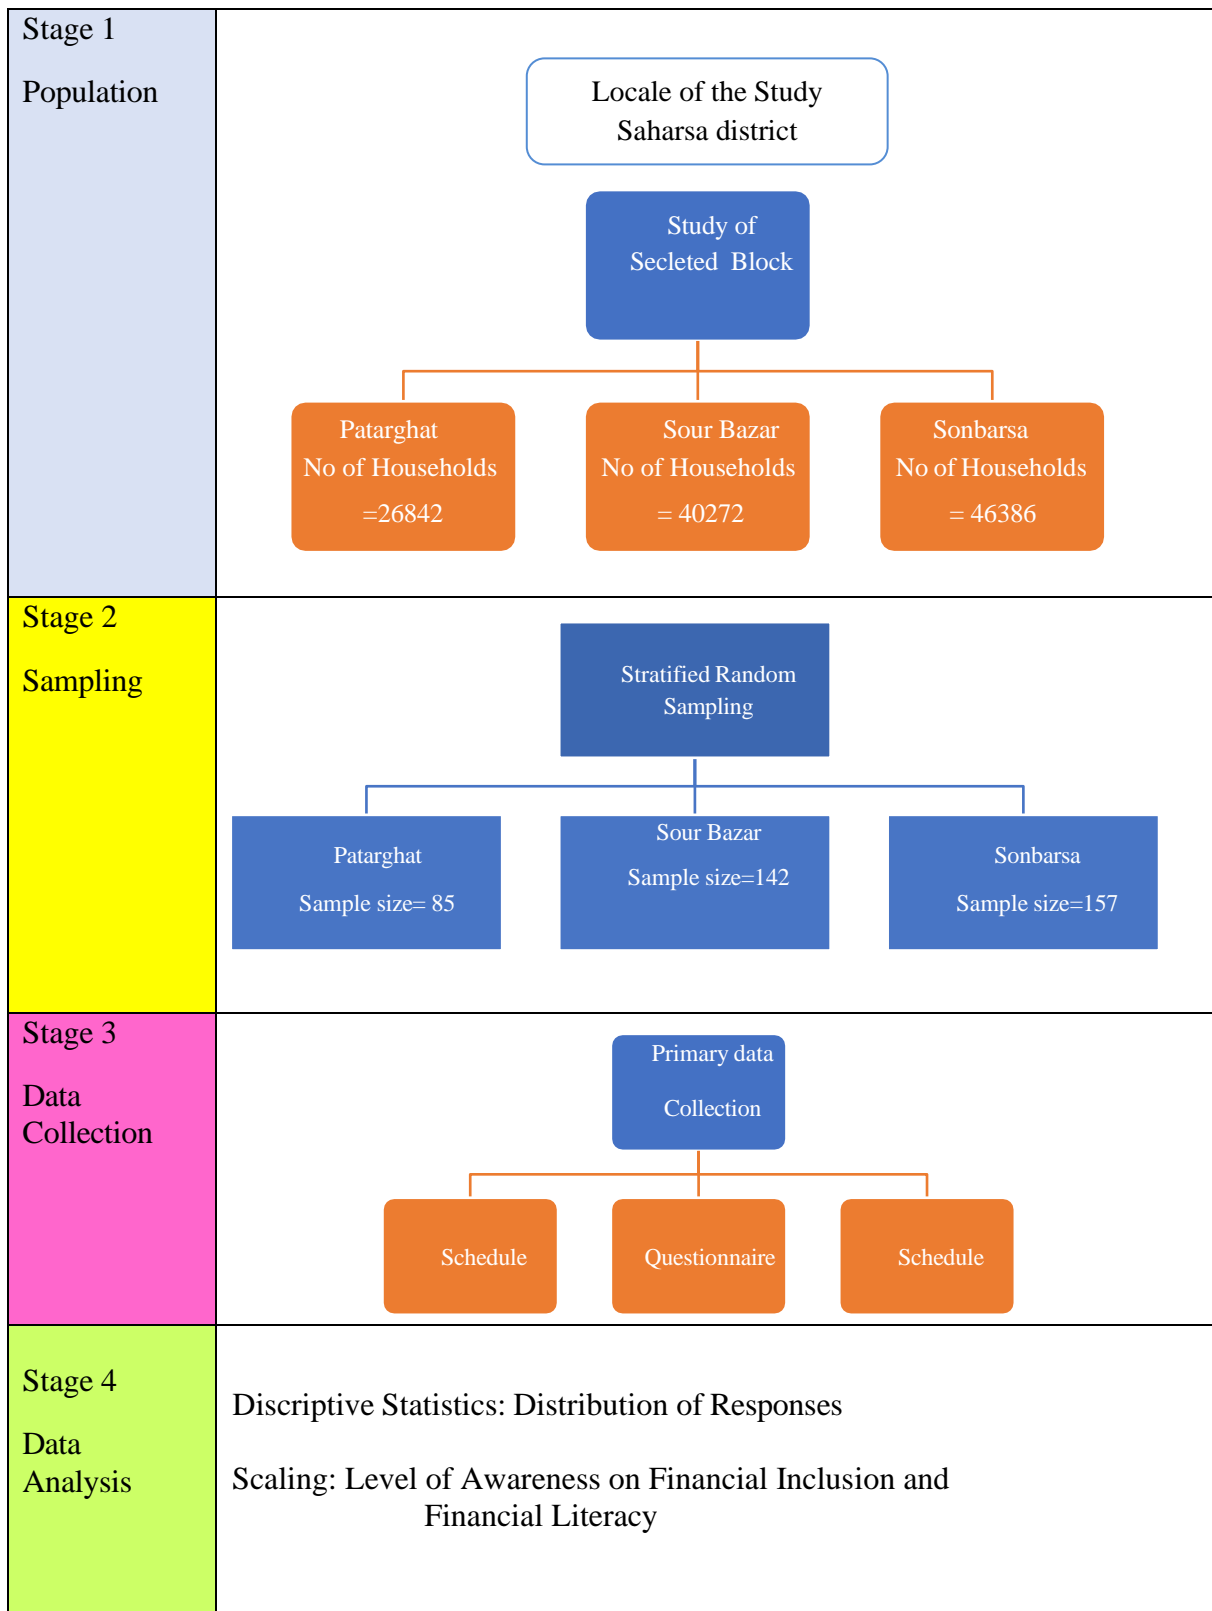 Stage 1
Population
Locale of the Study
Saharsa district
Study of
Secleted Block
Patarghat
No of Households
=26842
Sour Bazar
No of Households
= 40272
Sonbarsa
No of Households
= 46386
Stage 2
Sampling
Stratified Random
Sampling
Patarghat
Sample size= 85
Sour Bazar
Sample size=142
Sonbarsa
Sample size=157
Stage 3
Data
Collection
Primary data
Collection
Schedule
Questionnaire
Schedule
Stage 4
Data
Analysis
Discriptive Statistics: Distribution of Responses
Scaling: Level of Awareness on Financial Inclusion and
Financial Literacy